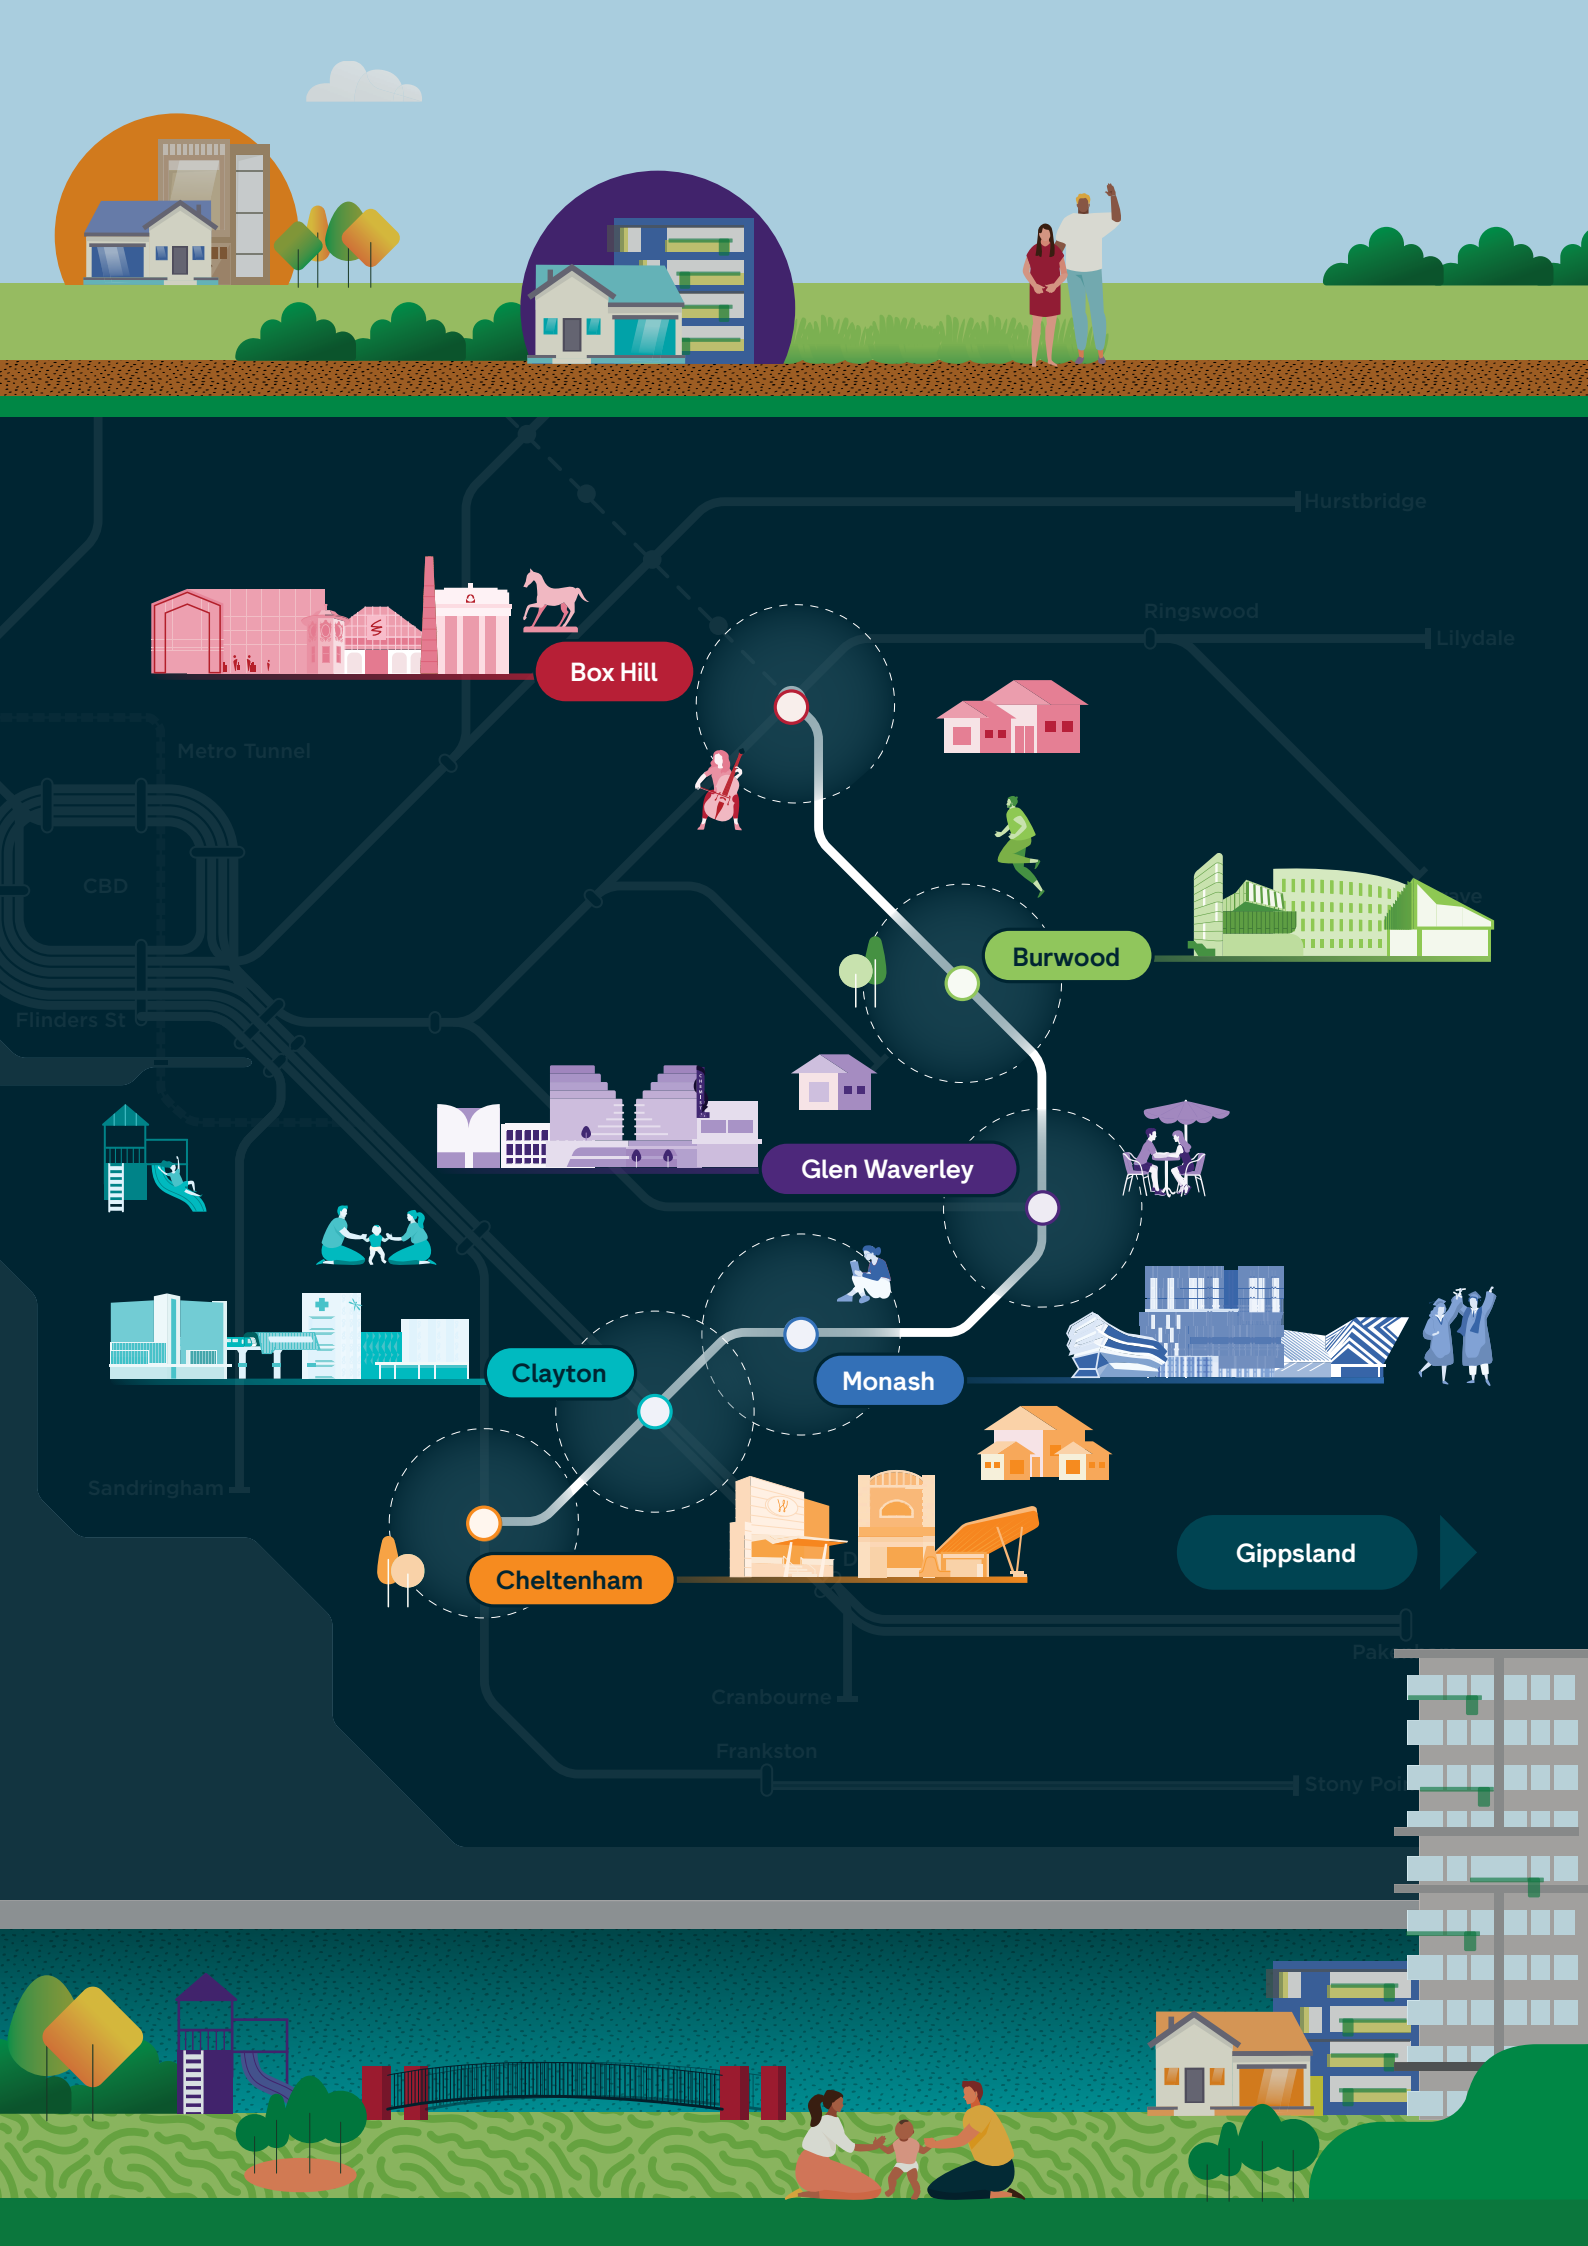 Hurstbridge
Ringswood
Lilydale
Box Hill
Metro Tunnel
CBD
Burwood
Flinders St
Glen Waverley
Clayton
Monash
Sandringham
Cheltenham
Gippsland
Cranbourne
Frankston